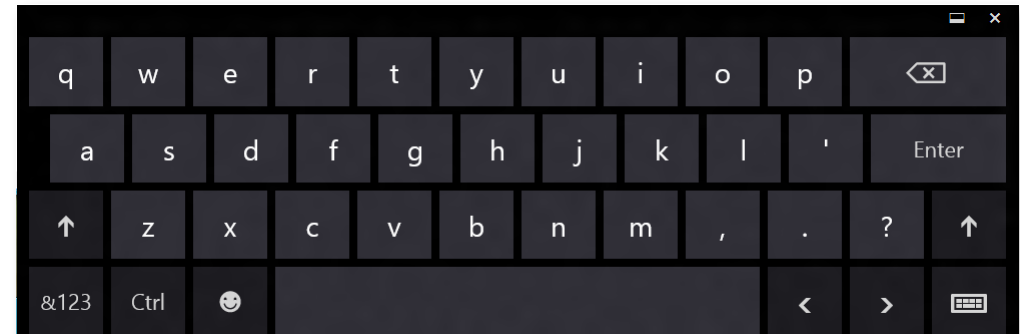 q w e r t y u i o p
a s d f g h j k l ' Enter
z x c v b n m , . ?
&123 Ctrl < >